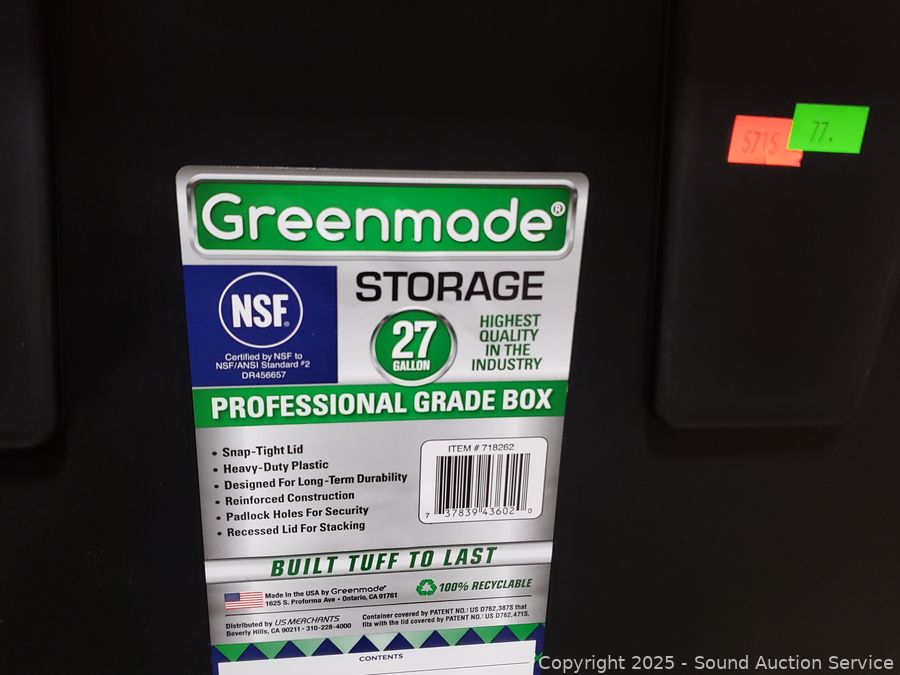 5715
77.
Greenmade®
NSF®
Certified by NSF to
NSF/ANSI Standard #2
DR456657
STORAGE
27
GALLON
HIGHEST
QUALITY
IN THE
INDUSTRY
PROFESSIONAL GRADE BOX
• Snap-Tight Lid
• Heavy-Duty Plastic
• Designed For Long-Term Durability
• Reinforced Construction
• Padlock Holes For Security
• Recessed Lid For Stacking
ITEM # 718262
7 37839 43602 0
BUILT TUFF TO LAST
Made in the USA by Greenmade®
1625 S. Proforma Ave • Ontario, CA 91761
100% RECYCLABLE
Distributed by US MERCHANTS
Beverly Hills, CA 90211 • 310-228-4000
Container covered by PATENT NO.: US D762,387S that
fits with the lid covered by PATENT NO.: US D762,471S.
CONTENTS
Copyright 2025 - Sound Auction Service